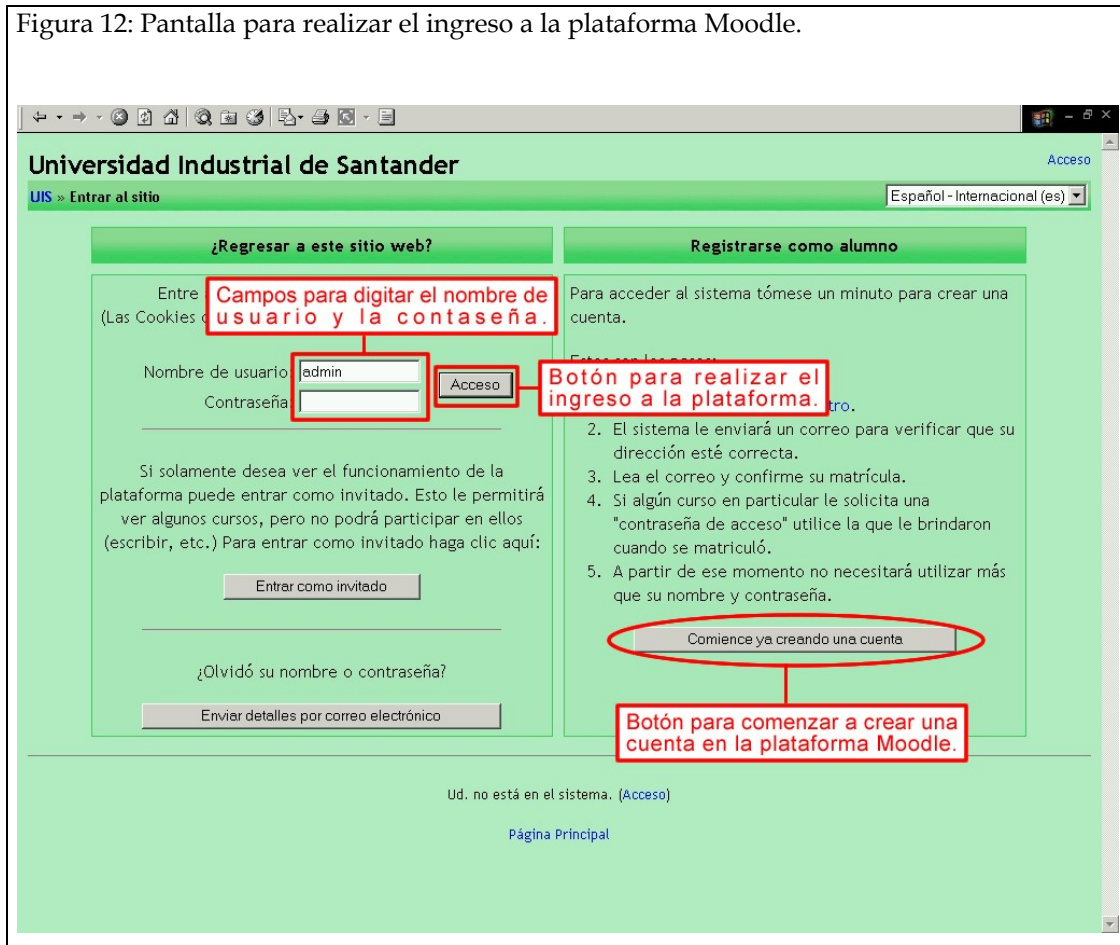 Figura 12: Pantalla para realizar el ingreso a la plataforma Moodle.
Universidad Industrial de Santander
Acceso
UIS » Entrar al sitio
Español - Internacional (es)
¿Regresar a este sitio web?
Entre
(Las Cookies
Campos para digitar el nombre de
usuario y la contaseña.
Nombre de usuario
admin
Contraseña
Acceso
Si solamente desea ver el funcionamiento de la
plataforma puede entrar como invitado. Esto le permitirá
ver algunos cursos, pero no podrá participar en ellos
(escribir, etc.) Para entrar como invitado haga clic aquí:
Entrar como invitado
¿Olvidó su nombre o contraseña?
Enviar detalles por correo electrónico
Registrarse como alumno
Para acceder al sistema tómese un minuto para crear una
cuenta.
Botón para realizar el
ingreso a la plataforma.
2. El sistema le enviará un correo para verificar que su
dirección esté correcta.
3. Lea el correo y confirme su matrícula.
4. Si algún curso en particular le solicita una
"contraseña de acceso" utilice la que le brindaron
cuando se matriculó.
5. A partir de ese momento no necesitará utilizar más
que su nombre y contraseña.
Comience ya creando una cuenta
Botón para comenzar a crear una
cuenta en la plataforma Moodle.
Ud. no está en el sistema. (Acceso)
Página Principal